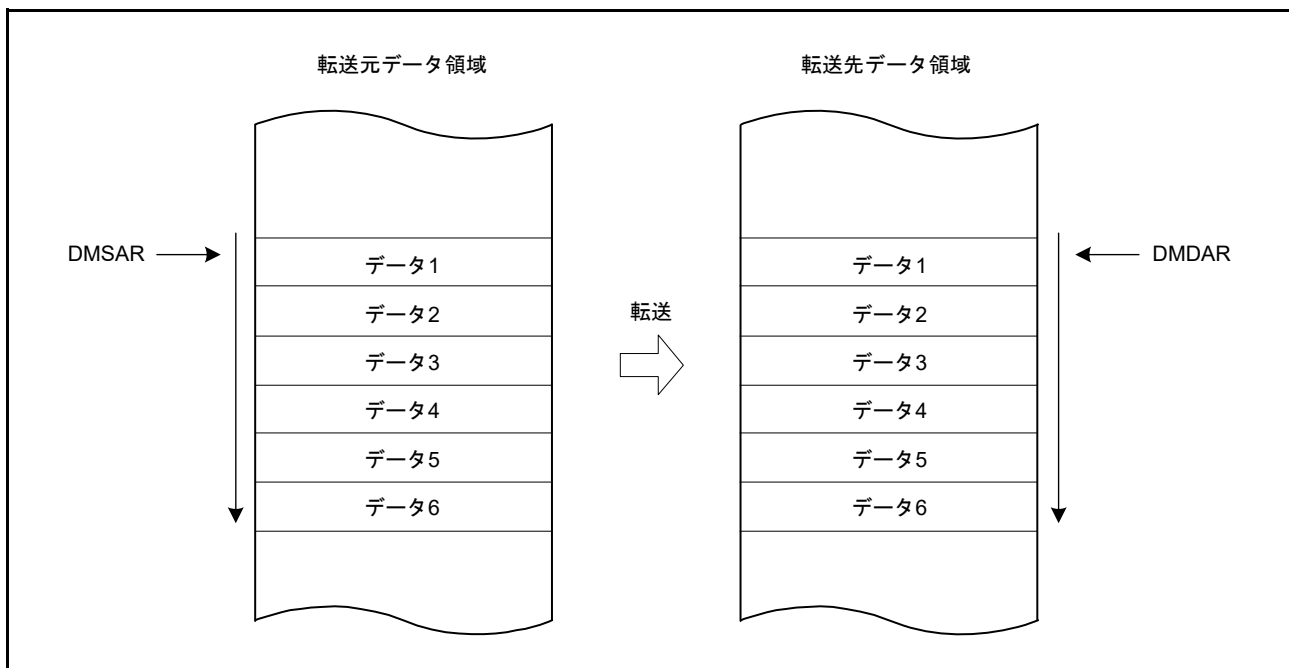 転送元データ領域
転送先データ領域
DMSAR
データ1
データ2
データ3
データ4
データ5
データ6
転送
データ1
データ2
データ3
データ4
データ5
データ6
DMDAR